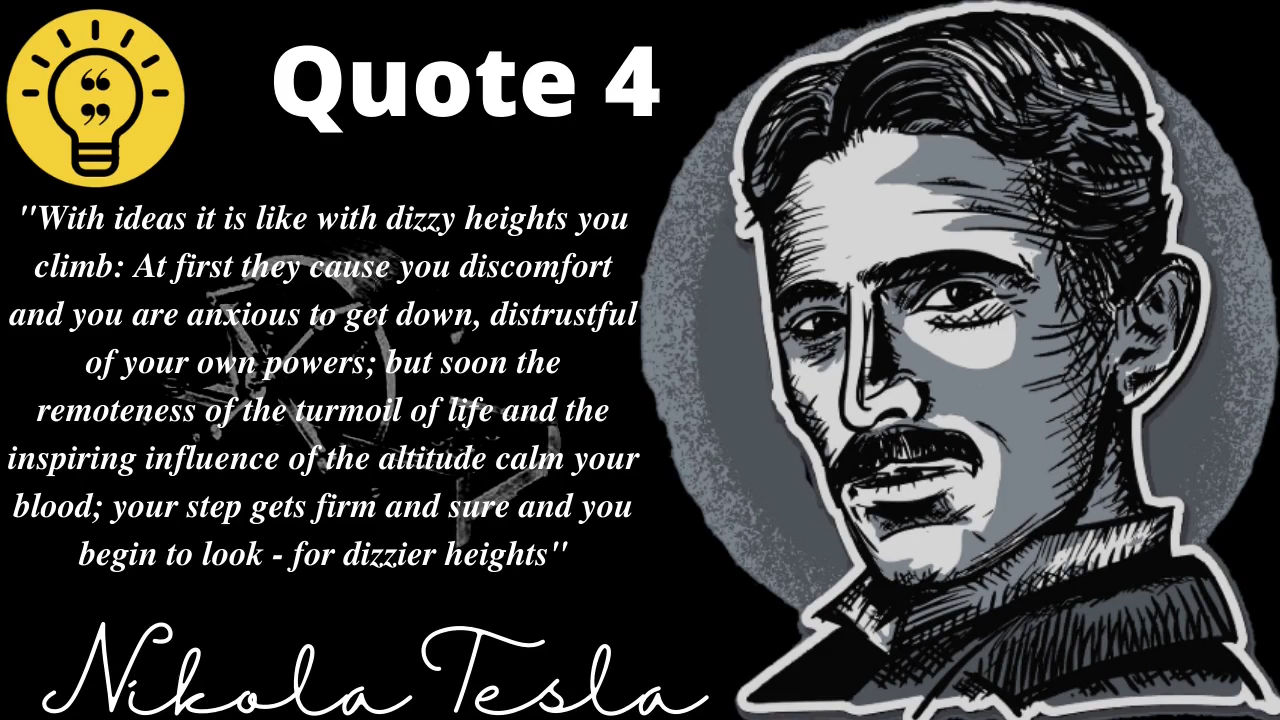 Quote 4
"With ideas it is like with dizzy heights you
climb: At first they cause you discomfort
and you are anxious to get down, distrustful
of your own powers; but soon the
remoteness of the turmoil of life and the
inspiring influence of the altitude calm your
blood; your step gets firm and sure and you
begin to look - for dizzier heights"
Nikola Tesla